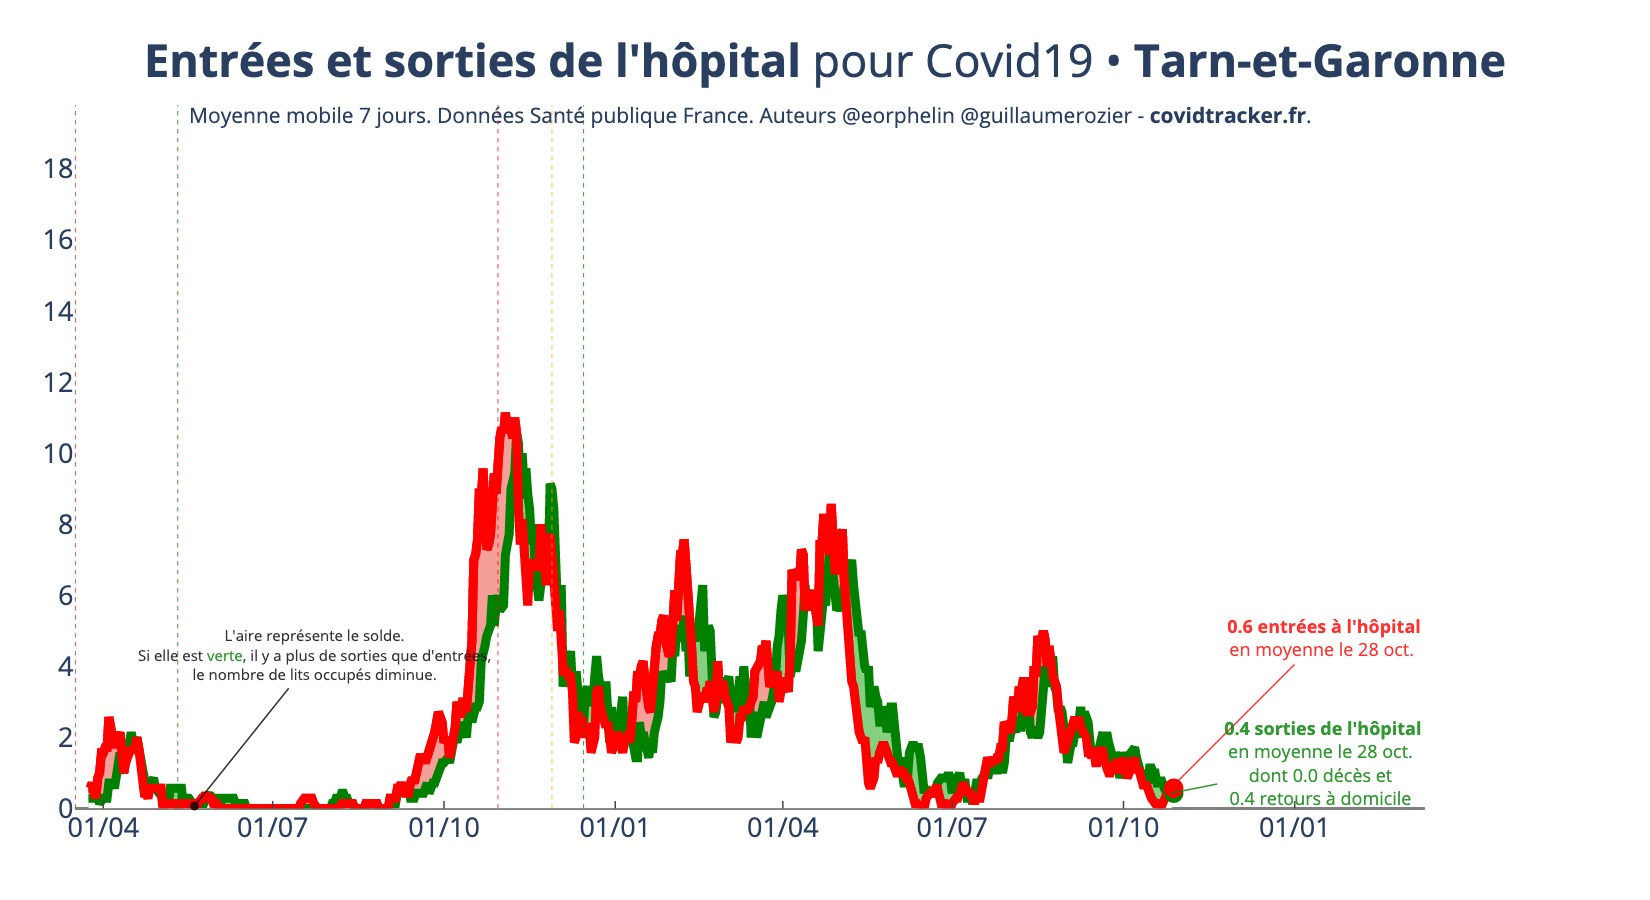 Entrées et sorties de l'hôpital pour Covid19 • Tarn-et-Garonne
Moyenne mobile 7 jours. Données Santé publique France. Auteurs @eorphelin @guillaumerozier - covidtracker.fr.
18
16
14
12
10
8
6
4
2
0
L'aire représente le solde.
Si elle est verte, il y a plus de sorties que d'entrées,
le nombre de lits occupés diminue.
0.6 entrées à l'hôpital
en moyenne le 28 oct.
0.4 sorties de l'hôpital
en moyenne le 28 oct.
dont 0.0 décès et
0.4 retours à domicile
01/04 01/07 01/10 01/01 01/04 01/07 01/10 01/01